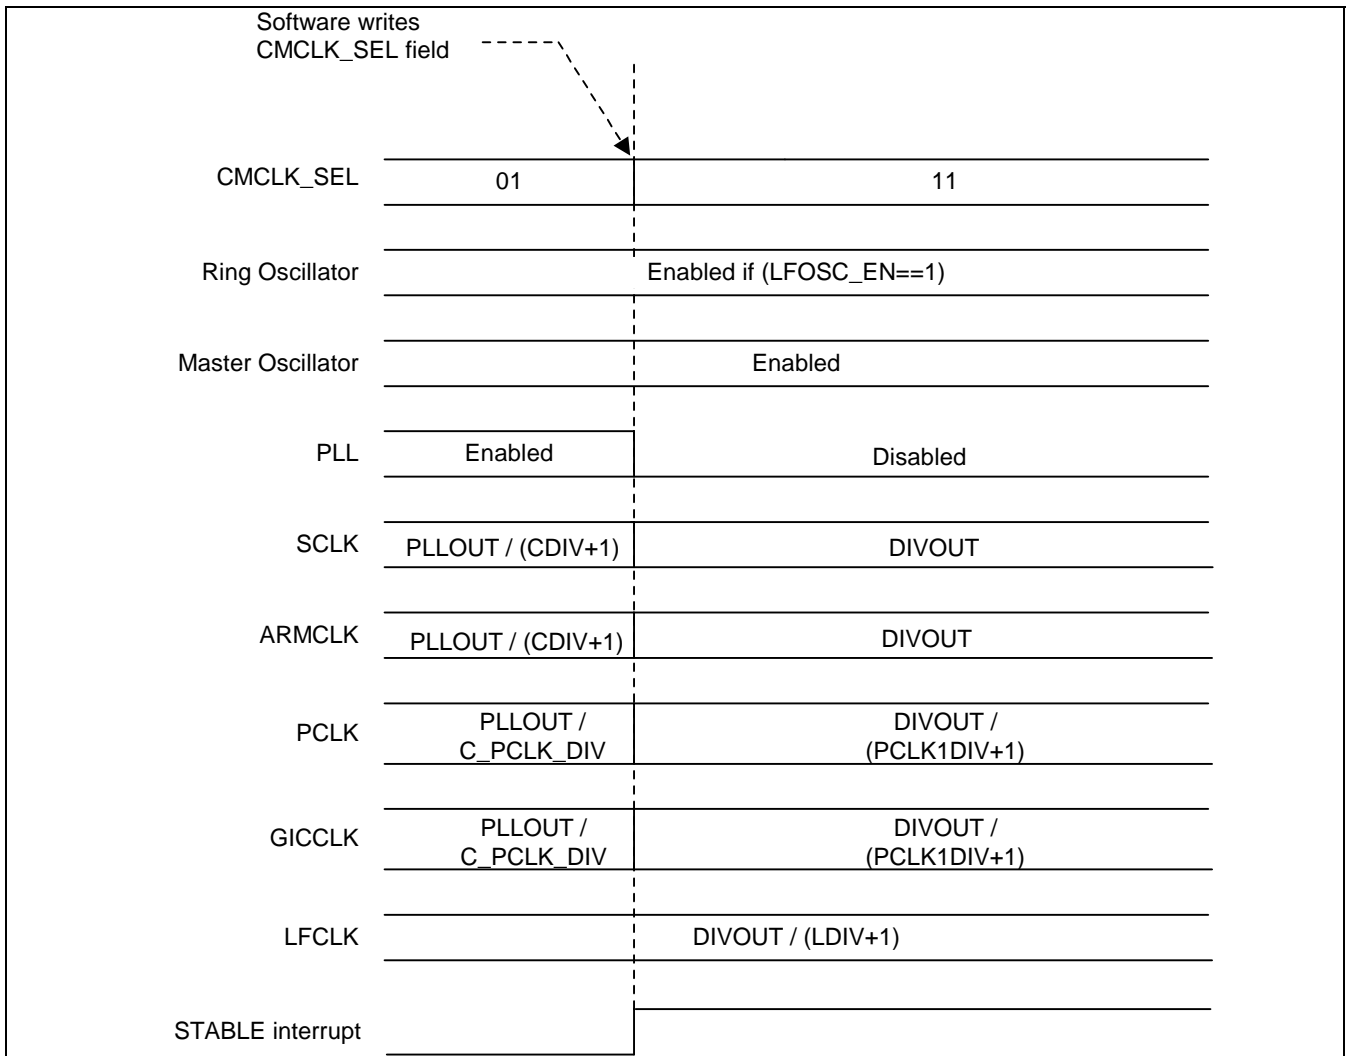 Software writes
CMCLK_SEL field
CMCLK_SEL
01
11
Ring Oscillator
Enabled if (LFOSC_EN==1)
Master Oscillator
Enabled
PLL
Enabled
Disabled
SCLK
PLLOUT / (CDIV+1)
DIVOUT
ARMCLK
PLLOUT / (CDIV+1)
DIVOUT
PCLK
PLLOUT /
C_PCLK_DIV
DIVOUT /
(PCLK1DIV+1)
GICCLK
PLLOUT /
C_PCLK_DIV
DIVOUT /
(PCLK1DIV+1)
LFCLK
DIVOUT / (LDIV+1)
STABLE interrupt